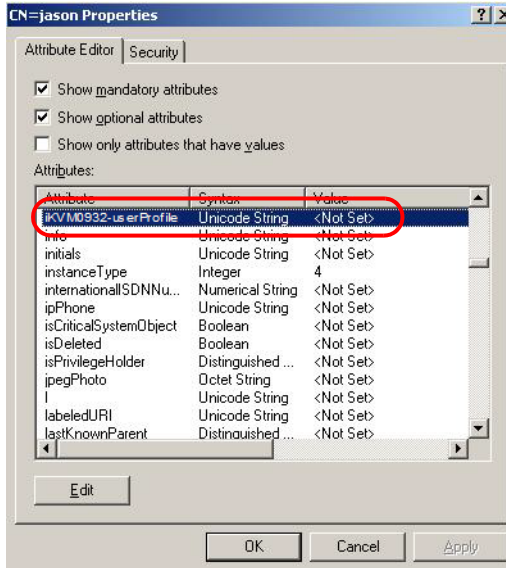 CN=jason Properties
Attribute Editor Security
Show mandatory attributes
Show optional attributes
Show only attributes that have values
Attributes:
Attribute Syntax Value
iKVM0932-userProfile Unicode String <Not Set>
info Unicode String <Not Set>
initials Unicode String <Not Set>
instanceType Integer 4
internationalISDNNu... Numerical String <Not Set>
ipPhone Unicode String <Not Set>
isCriticalSystemObject Boolean <Not Set>
isDeleted Boolean <Not Set>
isPrivilegeHolder Distinguished ... <Not Set>
jpegPhoto Octet String <Not Set>
l Unicode String <Not Set>
labeledURI Unicode String <Not Set>
lastKnownParent Distinguished ... <Not Set>
Edit
OK Cancel Apply